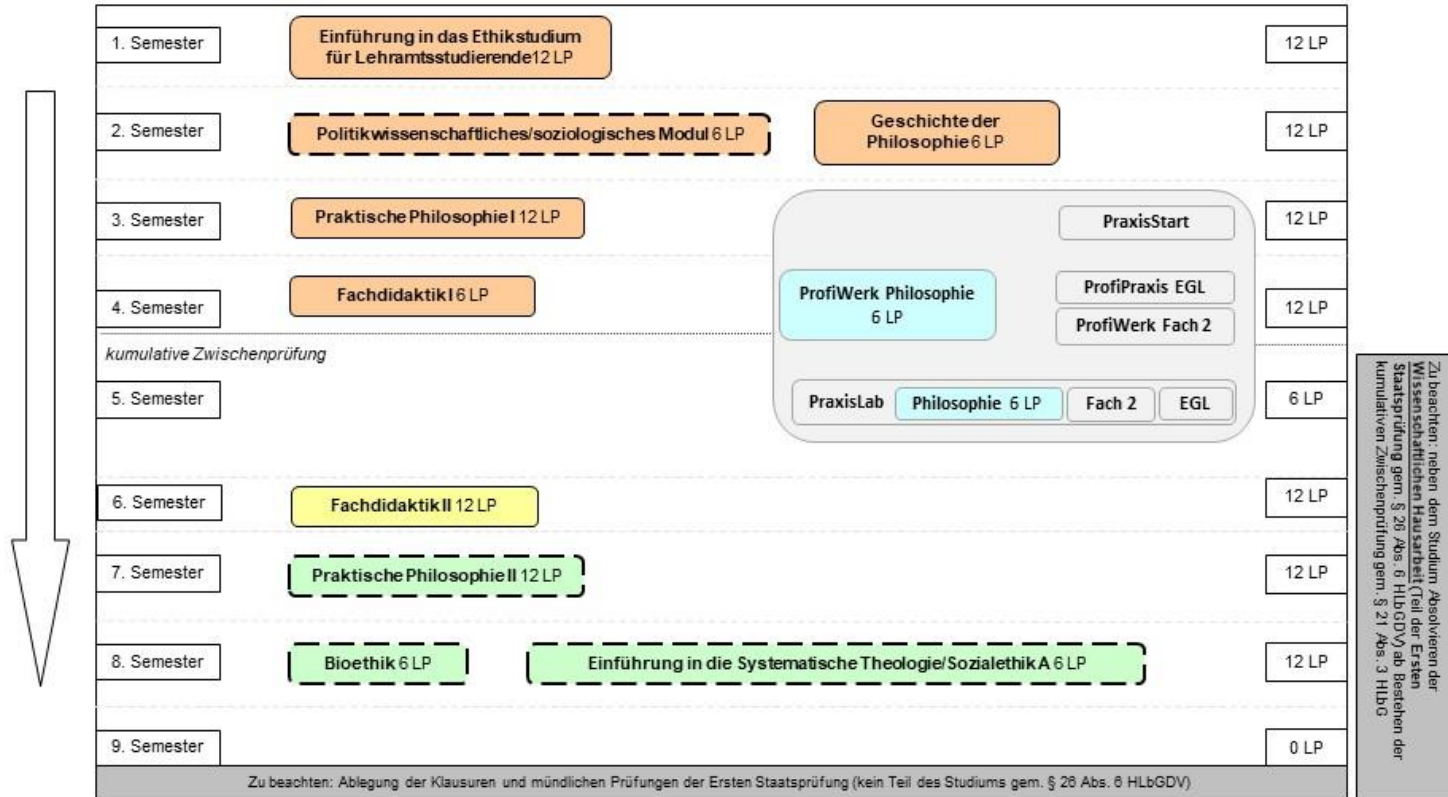 1. Semester
Einführung in das Ethikstudium
für Lehramtsstudierende 12 LP
12 LP
2. Semester
Politikwissenschaftliches/soziologisches Modul 6 LP
Geschichte der
Philosophie 6 LP
12 LP
3. Semester
Praktische Philosophie I 12 LP
PraxisStart
12 LP
4. Semester
Fachdidaktik I 6 LP
ProfiWerk Philosophie
6 LP
ProfiPraxis EGL
ProfiWerk Fach 2
12 LP
kumulative Zwischenprüfung
5. Semester
PraxisLab
Philosophie 6 LP
Fach 2
EGL
6 LP
6. Semester
Fachdidaktik II 12 LP
12 LP
7. Semester
Praktische Philosophie II 12 LP
12 LP
8. Semester
Bioethik 6 LP
Einführung in die Systematische Theologie/Sozialethik A 6 LP
12 LP
9. Semester
0 LP
Zu beachten: Ablegung der Klausuren und mündlichen Prüfungen der Ersten Staatsprüfung (kein Teil des Studiums gem. § 26 Abs. 6 HLbGDV)
Zu beachten: neben dem Studium Absolvieren der
Wissenschaftlichen Hausarbeit (Teil der Ersten
Staatsprüfung gem. § 26 Abs. 6 HLbGDV) ab Bestehen der
kumulativen Zwischenprüfung gem. § 21 Abs. 3 HLbG